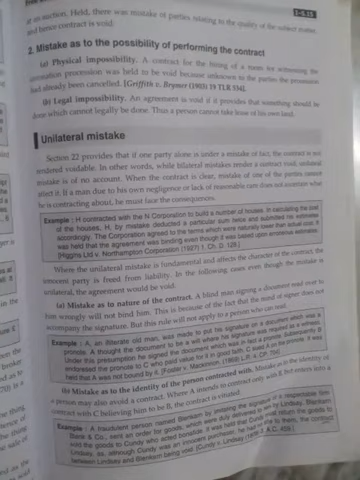 1-5.13
at an auction. Held, there was mistake of parties relating to the quality of the subject matter,
and hence contract is void.
2. Mistake as to the possibility of performing the contract
(a) Physical impossibility. A contract for the hiring of a room for witnessing the
coronation procession was held to be void because unknown to the parties the procession
had already been cancelled. [Griffith v. Brymer (1903) 19 TLR 434].
(b) Legal impossibility. An agreement is void if it provides that something should be
done which cannot legally be done. Thus a person cannot take lease of his own land.
Unilateral mistake
Section 22 provides that if one party alone is under a mistake of fact, the contract is not
rendered voidable. In other words, while bilateral mistakes render a contract void, unilateral
mistake is of no account. When the contract is clear, mistake of one of the parties cannot
affect it. If a man due to his own negligence or lack of reasonable care does not ascertain what
he is contracting about, he must face the consequences.
Example : H contracted with the N Corporation to build a number of houses. In calculating the cost
of the houses, H, by mistake deducted a particular sum twice and submitted his estimates
accordingly. The Corporation agreed to the terms which were naturally lower than actual cost. It
was held that the agreement was binding even though it was based upon erroneous estimates.
[Higgins Ltd v. Northampton Corporation (1927) 1. Ch. D. 128.]
Where the unilateral mistake is fundamental and affects the character of the contract, the
innocent party is freed from liability. In the following cases even though the mistake is
unilateral, the agreement would be void.
(a) Mistake as to nature of the contract. A blind man signing a document read over to
him wrongly will not bind him. This is because of the fact that the mind of signer does not
accompany the signature. But this rule will not apply to a person who can read.
Example : A, an illiterate old man, was made to put his signature on a document which was a
pronote. A thought the document to be a will where his signature was required as a witness.
Under this presumption he signed the document which was in fact a pronote. Subsequently B
endorsed the pronote to C who paid value for it in good faith. C sued A on the pronote. It was
held that A was not bound by it. [Foster v. Mackinnon, (1869) L.R. 4 CP. 704].
(b) Mistake as to the identity of the person contracted with. Mistake as to the identity of
a person may also avoid a contract. Where A intends to contract only with B but enters into a
contract with C believing him to be B, the contract is vitiated.
Example : A fraudulent person named Blenkarn by imitating the signature of a respectable firm
Blenk & Co., sent an order for goods, which were duly delivered to him by Lindsay. Blenkarn
sold the goods to Cundy who acted honestly. It was held that Cundy must return the goods to
Lindsay, as, although Cundy was an innocent purchaser, he had no title to them, the contract
between Lindsay and Blenkarn being void [Cundy v. Lindsay (1878) 3 A.C. 459.]